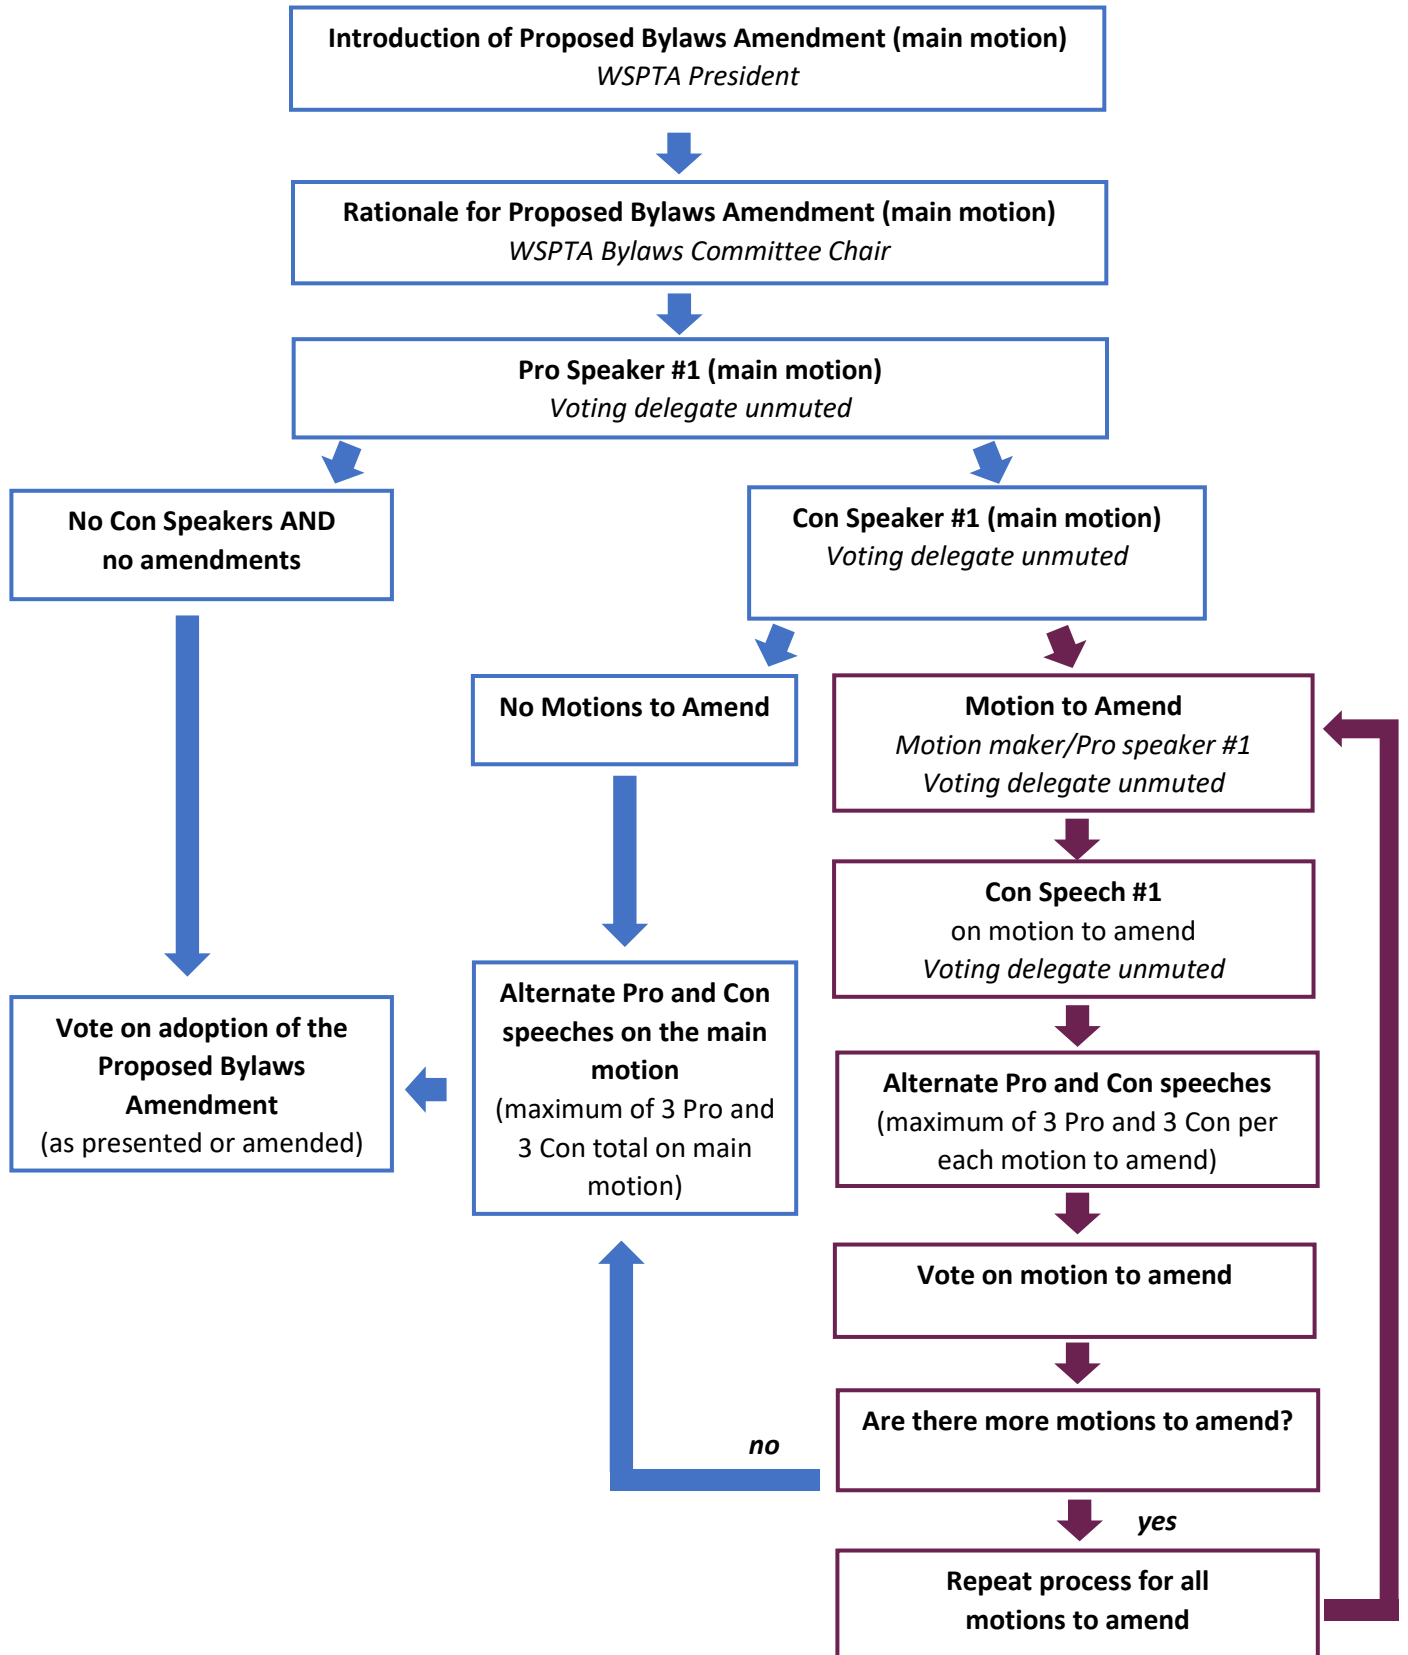 Introduction of Proposed Bylaws Amendment (main motion)
WSPTA President
Rationale for Proposed Bylaws Amendment (main motion)
WSPTA Bylaws Committee Chair
Pro Speaker #1 (main motion)
Voting delegate unmuted
No Con Speakers AND
no amendments
Con Speaker #1 (main motion)
Voting delegate unmuted
No Motions to Amend
Motion to Amend
Motion maker/Pro speaker #1
Voting delegate unmuted
Con Speech #1
on motion to amend
Voting delegate unmuted
Vote on adoption of the
Proposed Bylaws
Amendment
(as presented or amended)
Alternate Pro and Con
speeches on the main
motion
(maximum of 3 Pro and
3 Con total on main
motion)
Alternate Pro and Con speeches
(maximum of 3 Pro and 3 Con per
each motion to amend)
Vote on motion to amend
Are there more motions to amend?
no
yes
Repeat process for all
motions to amend